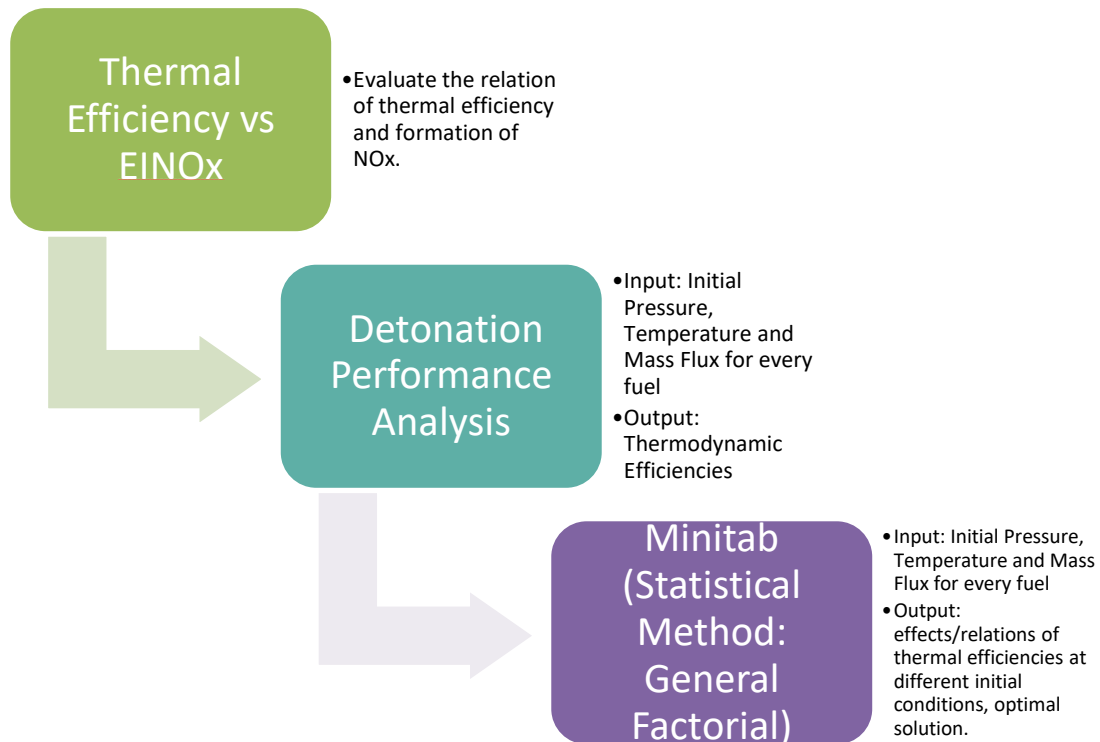 Thermal
Efficiency vs
EINOx
•Evaluate the relation
of thermal efficiency
and formation of
NOx.
Detonation
Performance
Analysis
•Input: Initial
Pressure,
Temperature and
Mass Flux for every
fuel
•Output:
Thermodynamic
Efficiencies
Minitab
(Statistical
Method:
General
Factorial)
•Input: Initial Pressure,
Temperature and Mass
Flux for every fuel
•Output:
effects/relations of
thermal efficiencies at
different initial
conditions, optimal
solution.